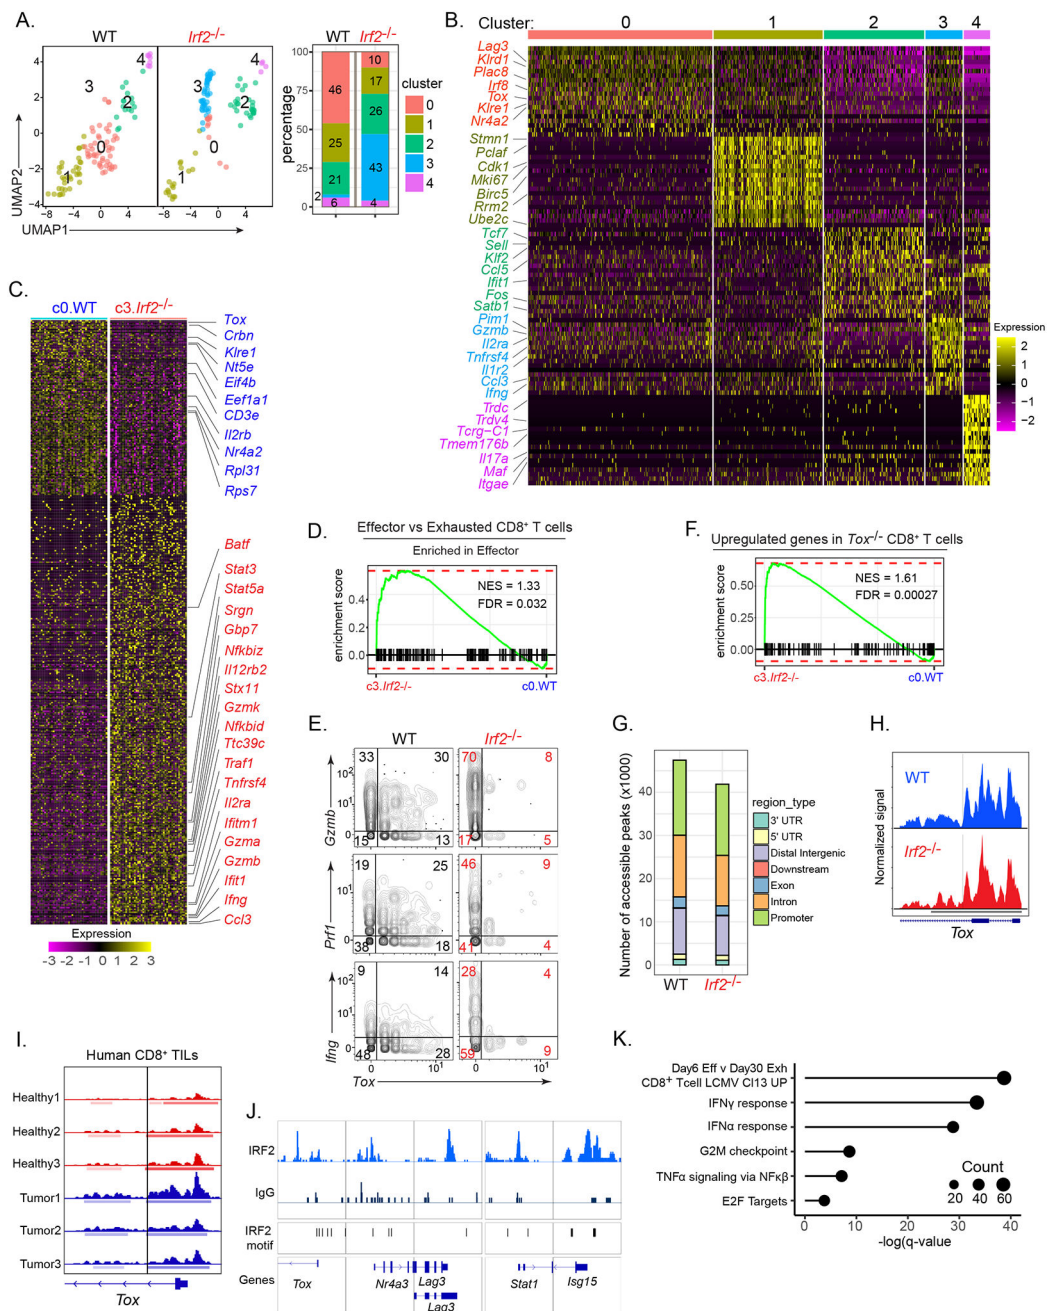 A.
WT
Irf2-/-
WT
Irf2-/-
UMAP2
4
2
0
−2
−4
3
4
2
0
1
3
4
2
0
1
−8
−4
0
4
−8
−4
0
4
UMAP1
percentage
100
75
50
25
0
46
25
21
2
6
10
17
26
43
4
cluster
0
1
2
3
4
B.
Cluster:
0
1
2
3
4
Lag3
Klrd1
Plac8
Irf8
Tox
Klre1
Nr4a2
Stmn1
Pclaf
Cdk1
Mki67
Birc5
Rrm2
Ube2c
Tcf7
Sell
Klf2
Ccl5
Ifit1
Fos
Satb1
Pim1
Gzmb
Il2ra
Tnfrsf4
Il1r2
Ccl3
Ifng
Trdc
Trdv4
Tcrg−C1
Tmem176b
Il17a
Maf
Itgae
Expression
2
1
0
−1
−2
C.
c0.WT
c3.Irf2-/-
Tox
Crbn
Klre1
Nt5e
Eif4b
Eef1a1
CD3e
Il2rb
Nr4a2
Rpl31
Rps7
Batf
Stat3
Stat5a
Srgn
Gbp7
Nfkbiz
Il12rb2
Stx11
Gzmk
Nfkbid
Ttc39c
Traf1
Tnfrsf4
Il2ra
Ifitm1
Gzma
Gzmb
Ifit1
Ifng
Ccl3
Expression
-3 -2 -1 0 1 2 3
D.
Effector vs Exhausted CD8+ T cells
Enriched in Effector
enrichment score
0.4
0.2
0.0
NES = 1.33
FDR = 0.032
c3.Irf2-/-
c0.WT
F.
Upregulated genes in Tox-/- CD8+ T cells
enrichment score
0.50
0.25
0.00
NES = 1.61
FDR = 0.00027
c3.Irf2-/-
c0.WT
E.
WT
Irf2-/-
Gzmb
10²
10¹
0
33
30
15
13
70
8
17
5
Prf1
10¹
0
19
25
38
18
46
9
41
4
Ifng
10²
10¹
0
9
14
48
28
28
4
59
9
0
10¹
0
10¹
Tox
G.
Number of accessible peaks (x1000)
40
30
20
10
0
WT
Irf2-/-
region_type
3' UTR
5' UTR
Distal Intergenic
Downstream
Exon
Intron
Promoter
H.
Normalized signal
WT
Irf2-/-
Tox
I.
Human CD8+ TILs
Healthy1
Healthy2
Healthy3
Tumor1
Tumor2
Tumor3
Tox
J.
IRF2
IgG
IRF2
motif
Genes
Tox
Nr4a3
Lag3
Lag3
Stat1
Isg15
K.
Day6 Eff v Day30 Exh
CD8+ Tcell LCMV Cl13 UP
IFNγ response
IFNα response
G2M checkpoint
TNFα signaling via NFκβ
E2F Targets
Count
20 40 60
0
10
20
30
40
-log(q-value